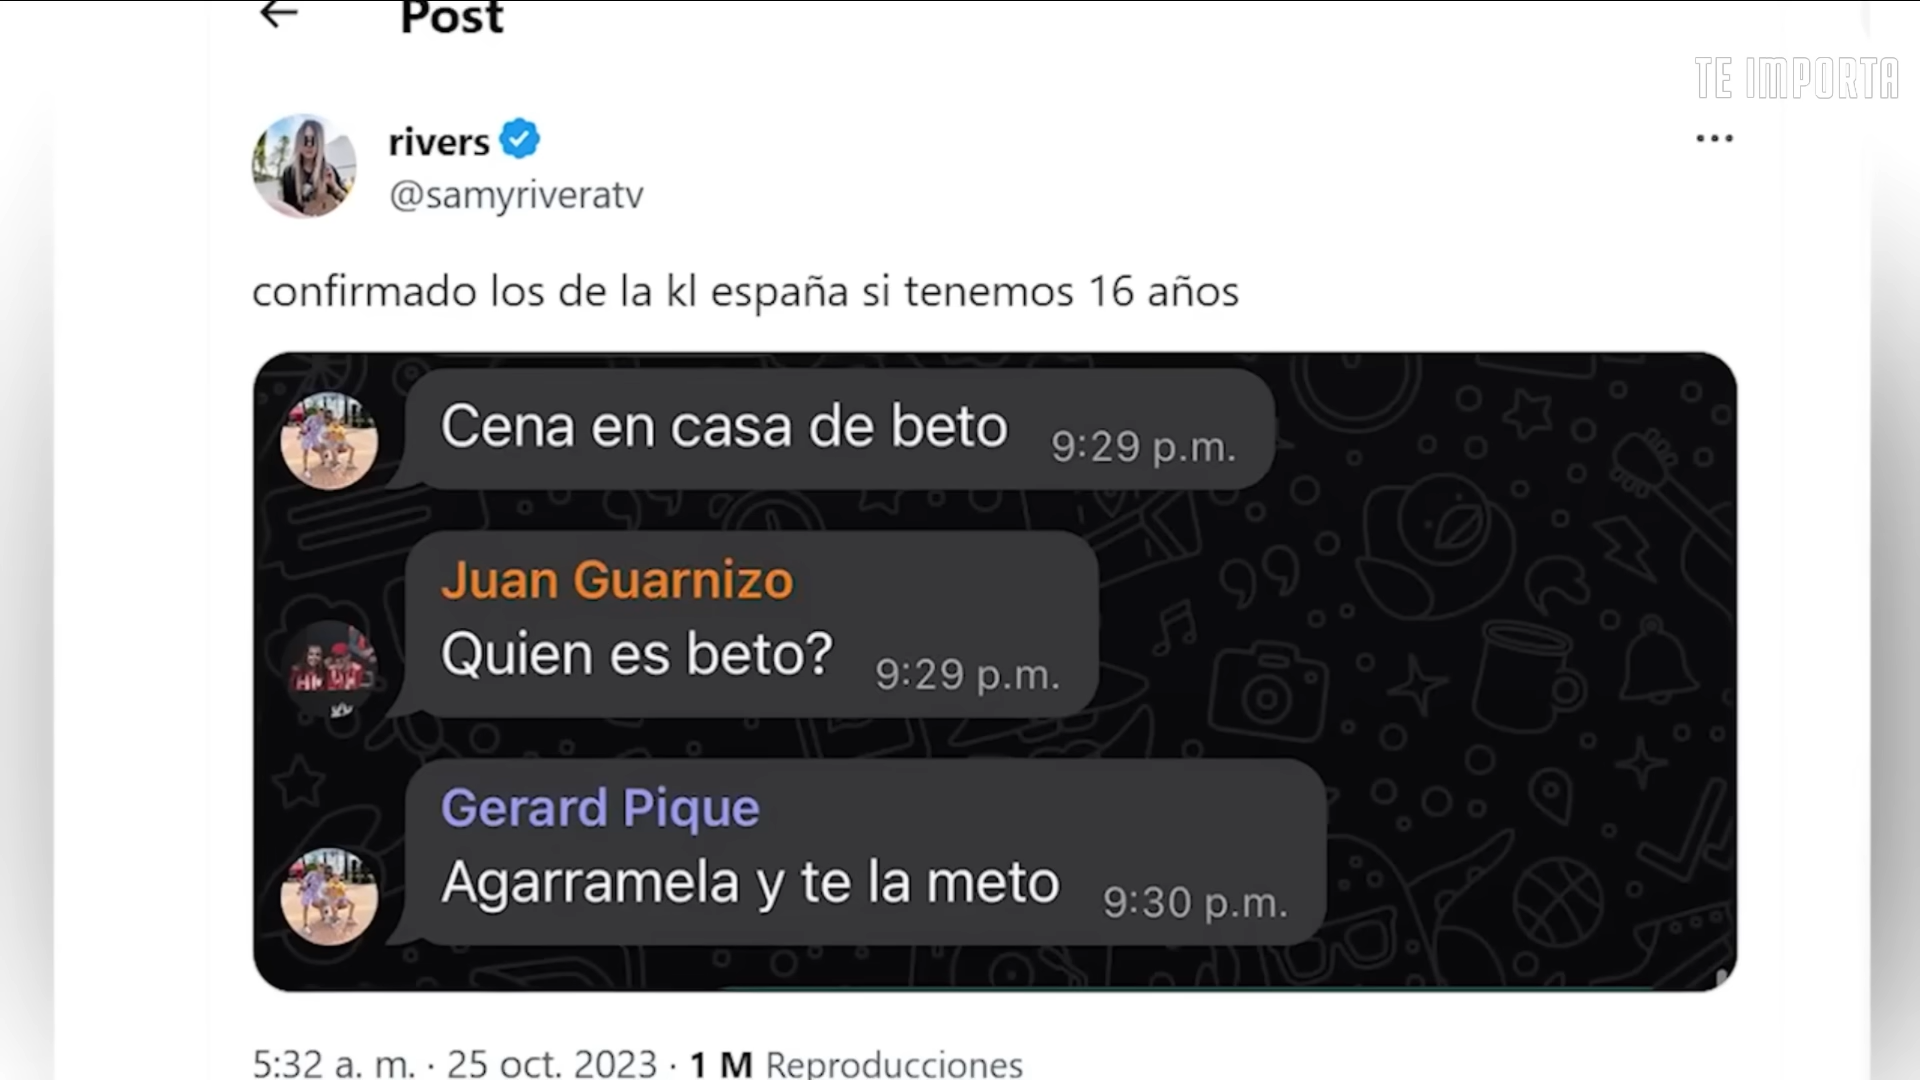 Post
TE IMPORTA
rivers
@samyriveratv
confirmado los de la kl españa si tenemos 16 años
Cena en casa de beto 9:29 p.m.
Juan Guarnizo
Quien es beto? 9:29 p.m.
Gerard Pique
Agarramela y te la meto 9:30 p.m.
5:32 a. m. · 25 oct. 2023 · 1 M Reproducciones